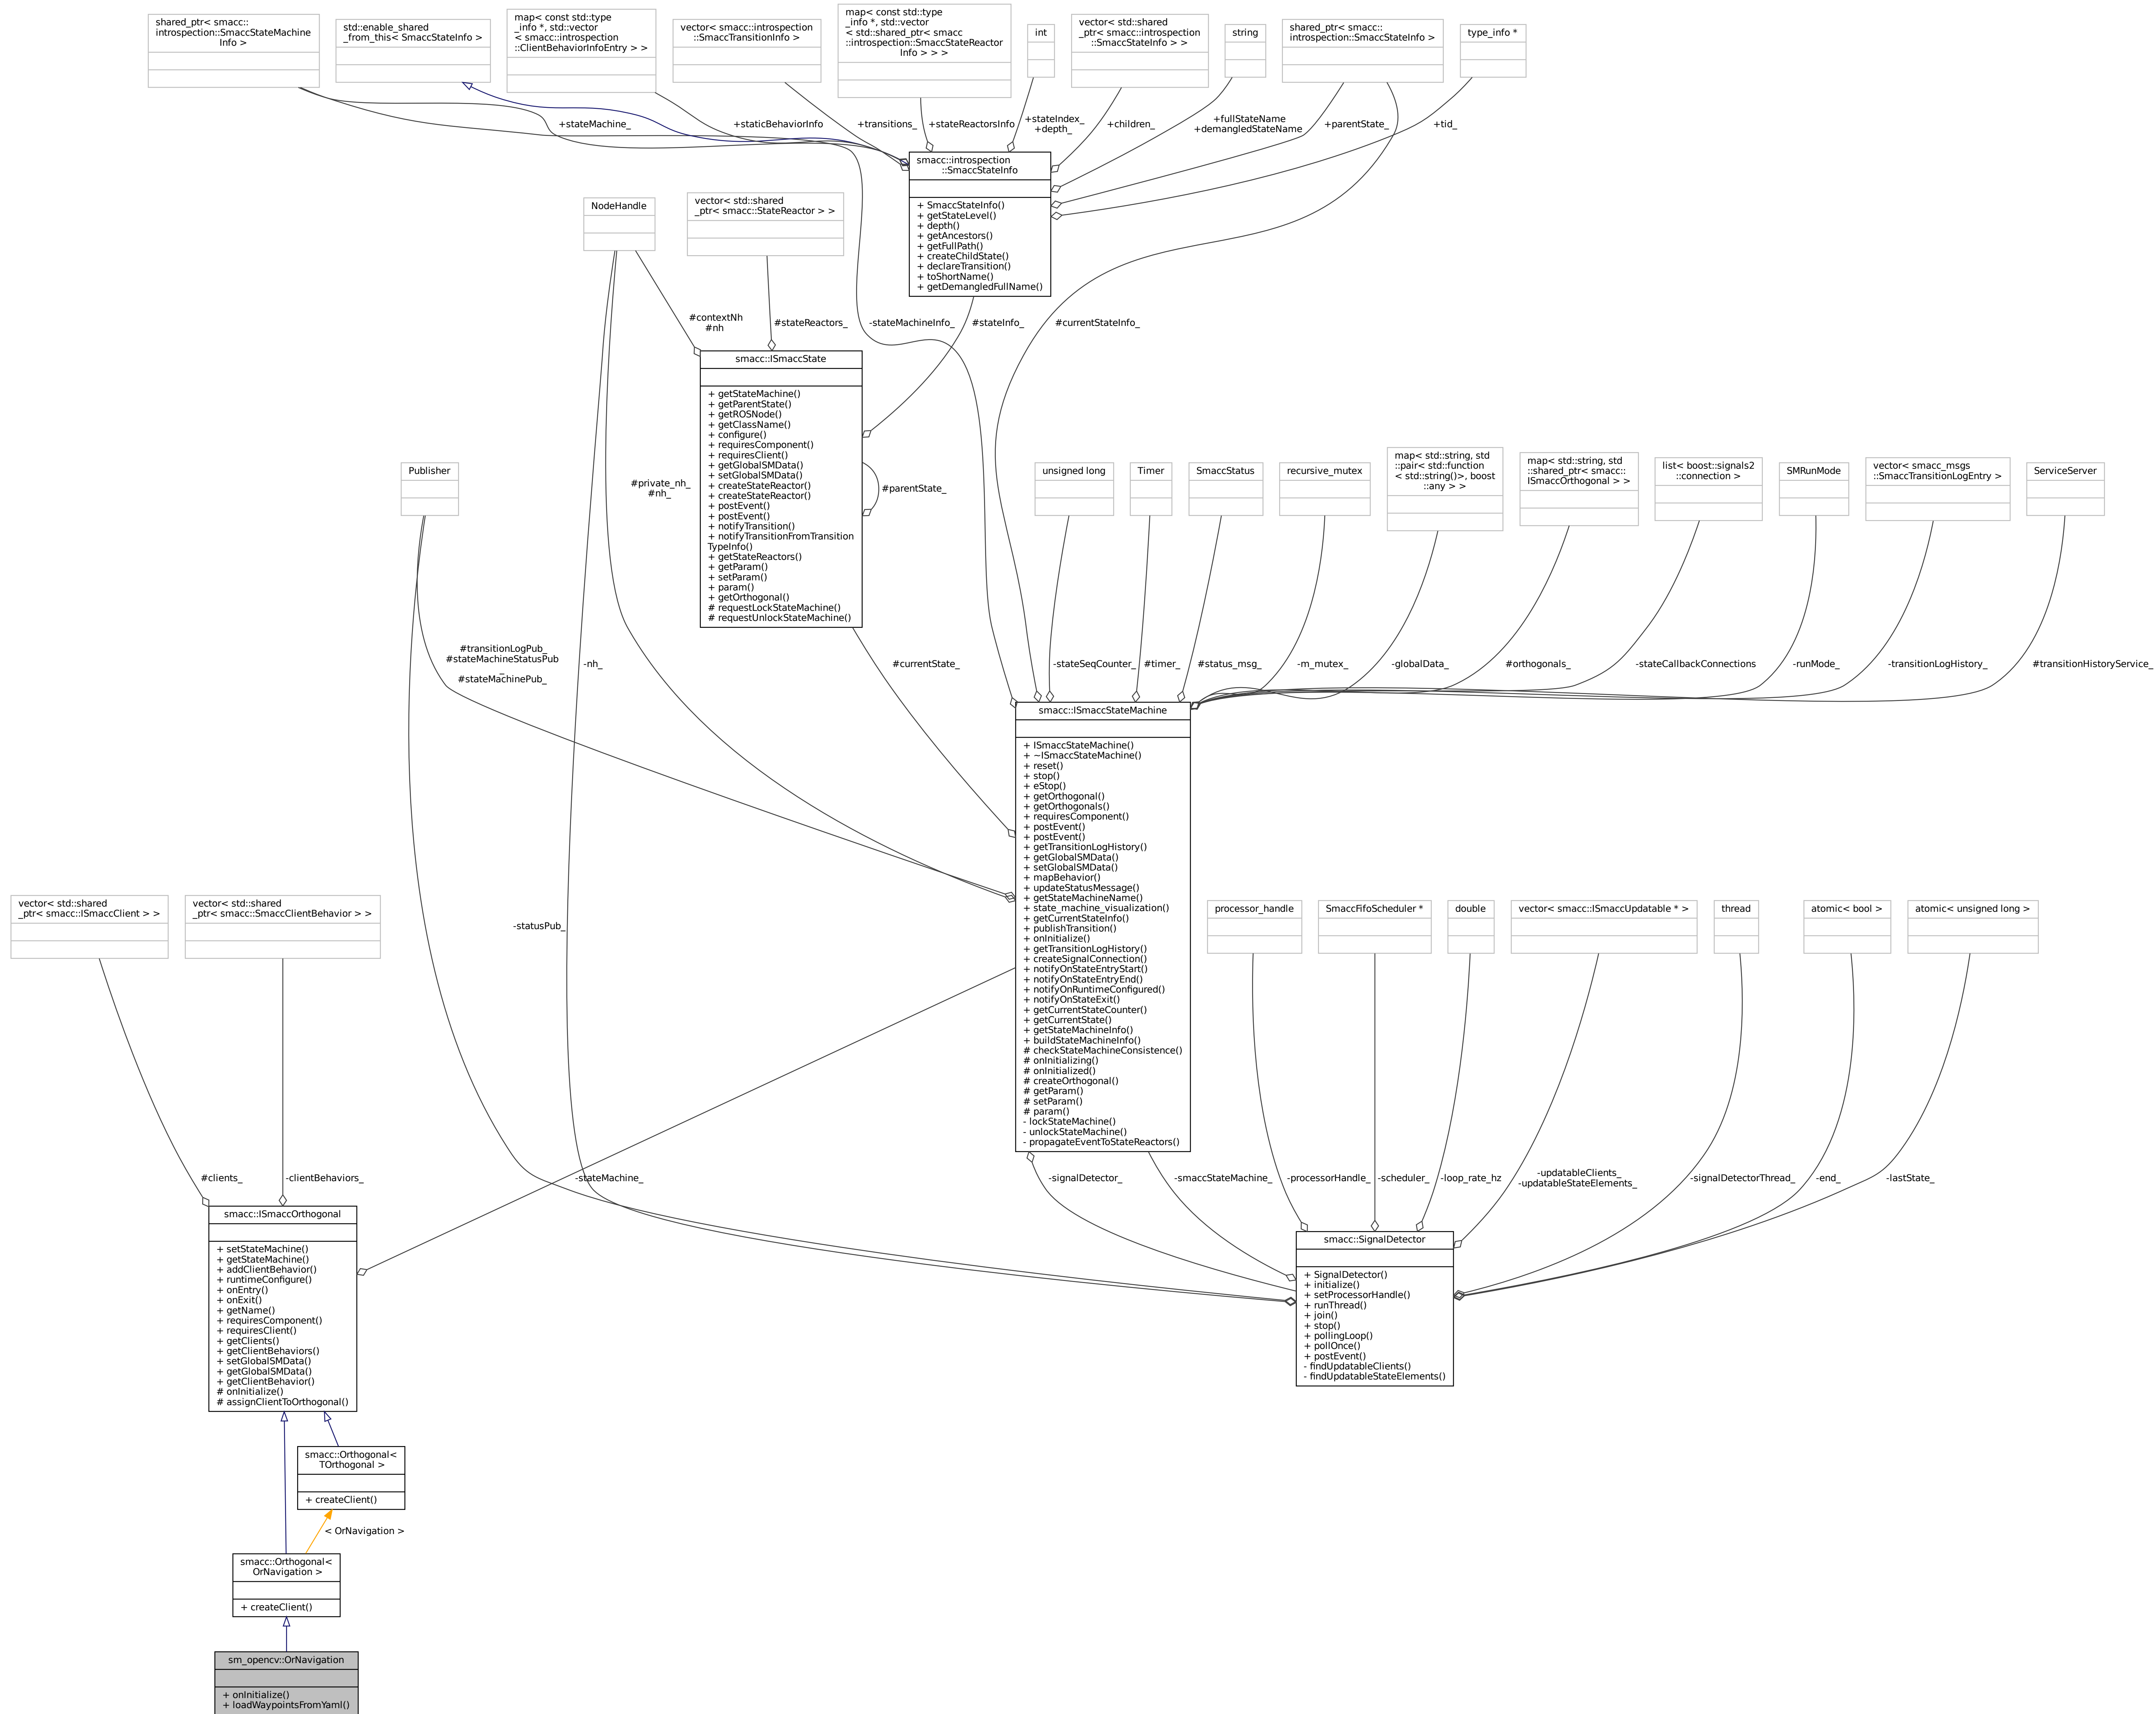 shared_ptr< smacc::
introspection::SmaccStateMachine
Info >
std::enable_shared
_from_this< SmaccStateInfo >
map< const std::type
_info *, std::vector
< smacc::introspection
::ClientBehaviorInfoEntry > >
vector< smacc::introspection
::SmaccTransitionInfo >
map< const std::type
_info *, std::vector
< std::shared_ptr< smacc
::introspection::SmaccStateReactor
Info > > >
int
vector< std::shared
_ptr< smacc::introspection
::SmaccStateInfo > >
string
shared_ptr< smacc::
introspection::SmaccStateInfo >
type_info *
+stateMachine_
+staticBehaviorInfo
+transitions_
+stateReactorsInfo
+stateIndex_
+depth_
+children_
+fullStateName
+demangledStateName
+parentState_
+tid_
smacc::introspection
::SmaccStateInfo
+ SmaccStateInfo()
+ getStateLevel()
+ depth()
+ getAncestors()
+ getFullPath()
+ createChildState()
+ declareTransition()
+ toShortName()
+ getDemangledFullName()
NodeHandle
vector< std::shared
_ptr< smacc::StateReactor > >
#contextNh
#nh
#stateReactors_
-stateMachineInfo_
#stateInfo_
#currentStateInfo_
smacc::ISmaccState
+ getStateMachine()
+ getParentState()
+ getROSNode()
+ getClassName()
+ configure()
+ requiresComponent()
+ requiresClient()
+ getGlobalSMData()
+ setGlobalSMData()
+ createStateReactor()
+ createStateReactor()
+ postEvent()
+ postEvent()
+ notifyTransition()
+ notifyTransitionFromTransition
TypeInfo()
+ getStateReactors()
+ getParam()
+ setParam()
+ param()
+ getOrthogonal()
# requestLockStateMachine()
# requestUnlockStateMachine()
#parentState_
Publisher
#private_nh_
#nh_
unsigned long
Timer
SmaccStatus
recursive_mutex
map< std::string, std
::pair< std::function
< std::string()>, boost
::any > >
map< std::string, std
::shared_ptr< smacc::
ISmaccOrthogonal > >
list< boost::signals2
::connection >
SMRunMode
vector< smacc_msgs
::SmaccTransitionLogEntry >
ServiceServer
#transitionLogPub_
#stateMachineStatusPub
_
#stateMachinePub_
-nh_
#currentState_
-stateSeqCounter_
#timer_
#status_msg_
-m_mutex_
-globalData_
#orthogonals_
-stateCallbackConnections
-runMode_
-transitionLogHistory_
#transitionHistoryService_
smacc::ISmaccStateMachine
+ ISmaccStateMachine()
+ ~ISmaccStateMachine()
+ reset()
+ stop()
+ eStop()
+ getOrthogonal()
+ getOrthogonals()
+ requiresComponent()
+ postEvent()
+ postEvent()
+ getTransitionLogHistory()
+ getGlobalSMData()
+ setGlobalSMData()
+ mapBehavior()
+ updateStatusMessage()
+ getStateMachineName()
+ state_machine_visualization()
+ getCurrentStateInfo()
+ publishTransition()
+ onInitialize()
+ getTransitionLogHistory()
+ createSignalConnection()
+ notifyOnStateEntryStart()
+ notifyOnStateEntryEnd()
+ notifyOnRuntimeConfigured()
+ notifyOnStateExit()
+ getCurrentStateCounter()
+ getCurrentState()
+ getStateMachineInfo()
+ buildStateMachineInfo()
# checkStateMachineConsistence()
# onInitializing()
# onInitialized()
# createOrthogonal()
# getParam()
# setParam()
# param()
- lockStateMachine()
- unlockStateMachine()
- propagateEventToStateReactors()
vector< std::shared
_ptr< smacc::ISmaccClient > >
vector< std::shared
_ptr< smacc::SmaccClientBehavior > >
-statusPub_
processor_handle
SmaccFifoScheduler *
double
vector< smacc::ISmaccUpdatable * >
thread
atomic< bool >
atomic< unsigned long >
#clients_
-clientBehaviors_
-stateMachine_
-signalDetector_
-smaccStateMachine_
-processorHandle_
-scheduler_
-loop_rate_hz
-updatableClients_
-updatableStateElements_
-signalDetectorThread_
-end_
-lastState_
smacc::ISmaccOrthogonal
+ setStateMachine()
+ getStateMachine()
+ addClientBehavior()
+ runtimeConfigure()
+ onEntry()
+ onExit()
+ getName()
+ requiresComponent()
+ requiresClient()
+ getClients()
+ getClientBehaviors()
+ setGlobalSMData()
+ getGlobalSMData()
+ getClientBehavior()
# onInitialize()
# assignClientToOrthogonal()
smacc::SignalDetector
+ SignalDetector()
+ initialize()
+ setProcessorHandle()
+ runThread()
+ join()
+ stop()
+ pollingLoop()
+ pollOnce()
+ postEvent()
- findUpdatableClients()
- findUpdatableStateElements()
smacc::Orthogonal<
TOrthogonal >
+ createClient()
< OrNavigation >
smacc::Orthogonal<
OrNavigation >
+ createClient()
sm_opencv::OrNavigation
+ onInitialize()
+ loadWaypointsFromYaml()